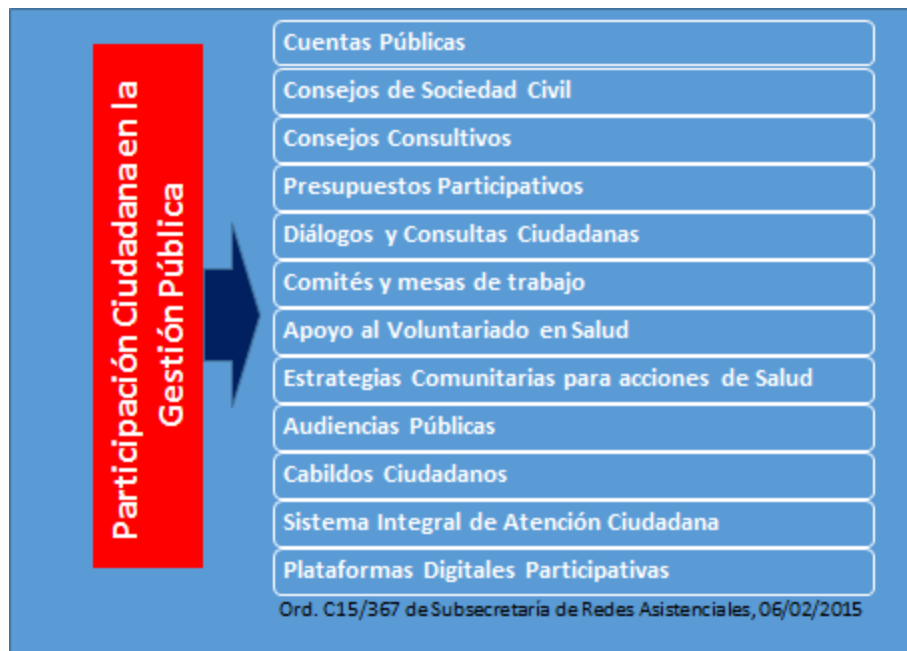 Participación Ciudadana en la
Gestión Pública
Cuentas Públicas
Consejos de Sociedad Civil
Consejos Consultivos
Presupuestos Participativos
Diálogos y Consultas Ciudadanas
Comités y mesas de trabajo
Apoyo al Voluntariado en Salud
Estrategias Comunitarias para acciones de Salud
Audiencias Públicas
Cabildos Ciudadanos
Sistema Integral de Atención Ciudadana
Plataformas Digitales Participativas
Ord. C15/367 de Subsecretaría de Redes Asistenciales, 06/02/2015